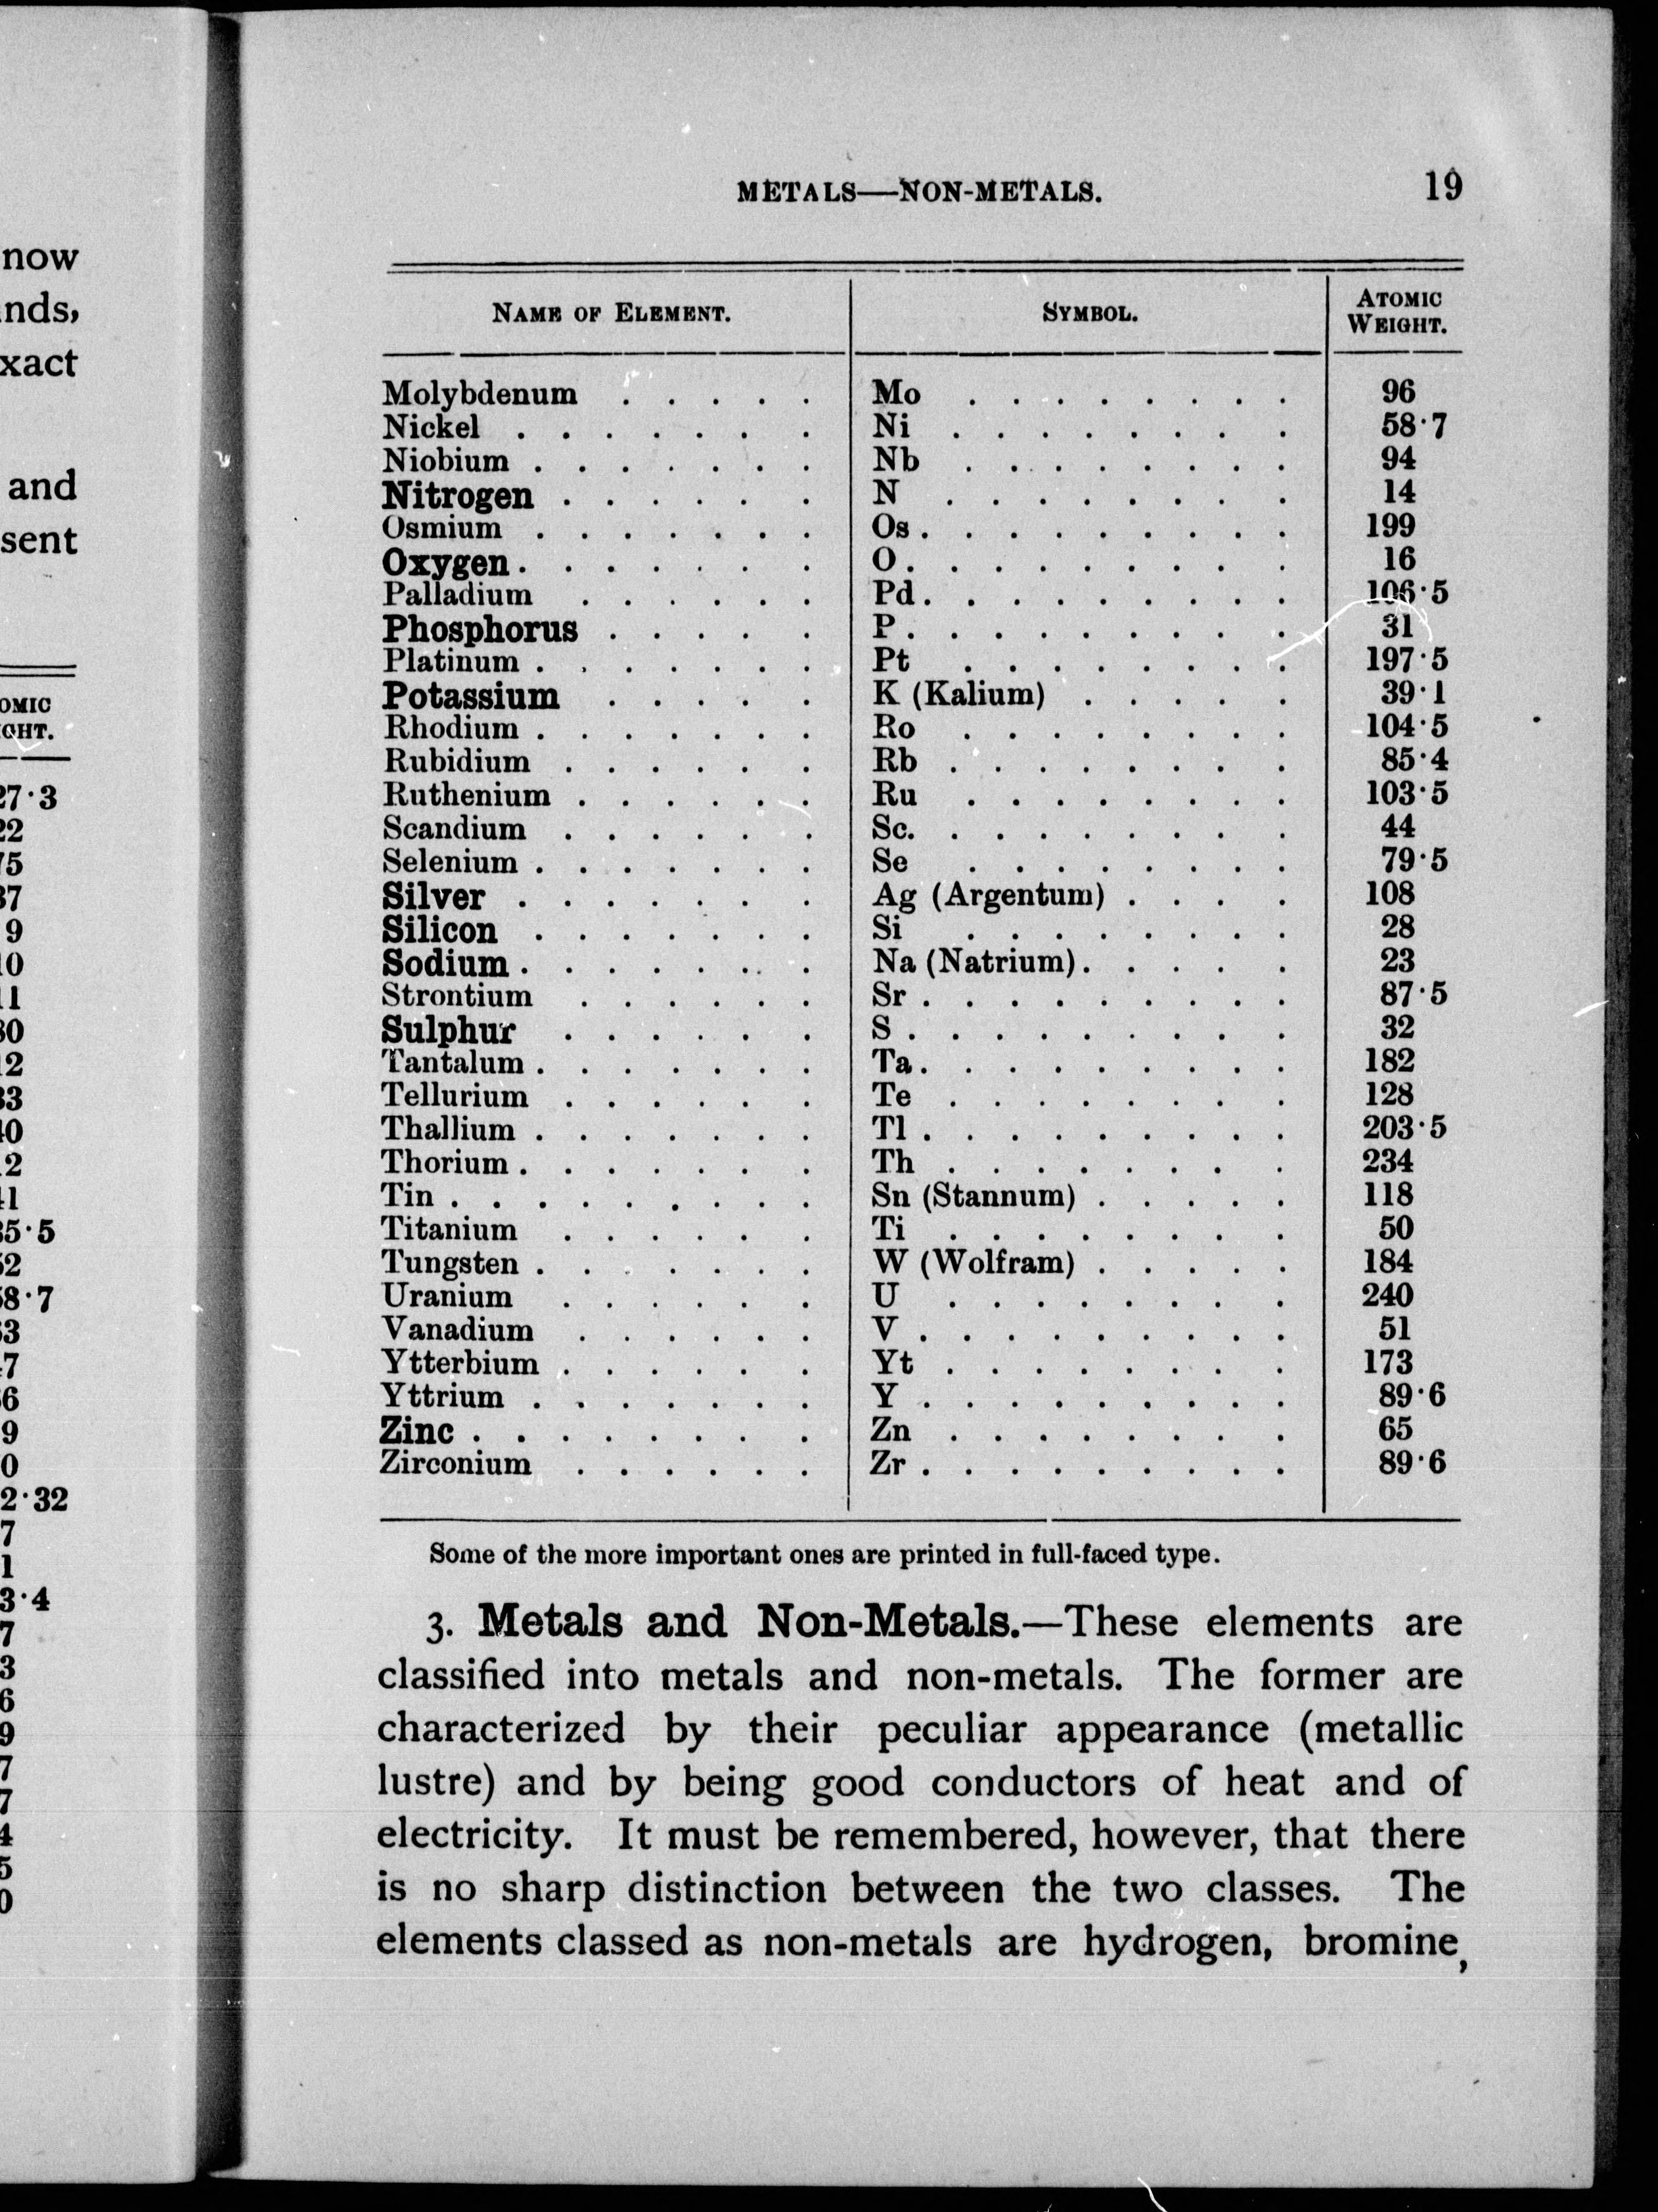 now
xact
and
sent
METALS—NON-METALS. 19
NAME OF ELEMENT. SYMBOL. ATOMIC WEIGHT.
Molybdenum . . . . . Mo . . . . . . . . 96
Nickel . . . . . . . Ni . . . . . . . . 58·7
Niobium . . . . . . . Nb . . . . . . . . 94
Nitrogen . . . . . . N . . . . . . . . 14
Osmium . . . . . . . Os . . . . . . . . . 199
Oxygen . . . . . . . O . . . . . . . . . 16
Palladium . . . . . . Pd . . . . . . . . . 106·5
Phosphorus . . . . . P . . . . . . . . . 31
Platinum . . . . . . . Pt . . . . . . . . 197·5
Potassium . . . . . K (Kalium) . . . . . 39·1
Rhodium . . . . . . . Ro . . . . . . . . 104·5
Rubidium . . . . . . Rb . . . . . . . . 85·4
Ruthenium . . . . . . Ru . . . . . . . . 103·5
Scandium . . . . . . Sc. . . . . . . . . 44
Selenium . . . . . . . Se . . . . . . . . 79·5
Silver . . . . . . . Ag (Argentum) . . . . 108
Silicon . . . . . . . Si . . . . . . . . 28
Sodium . . . . . . . Na (Natrium) . . . . . 23
Strontium . . . . . . Sr . . . . . . . . . 87·5
Sulphur . . . . . . S . . . . . . . . . 32
Tantalum . . . . . . . Ta . . . . . . . . . 182
Tellurium . . . . . . Te . . . . . . . . 128
Thallium . . . . . . . Tl . . . . . . . . . 203·5
Thorium . . . . . . . Th . . . . . . . . 234
Tin . . . . . . . . . Sn (Stannum) . . . . . 118
Titanium . . . . . . Ti . . . . . . . . 50
Tungsten . . . . . . . W (Wolfram) . . . . . 184
Uranium . . . . . . U . . . . . . . . 240
Vanadium . . . . . . V . . . . . . . . . 51
Ytterbium . . . . . . Yt . . . . . . . . 173
Yttrium . . . . . . . Y . . . . . . . . . 89·6
Zinc . . . . . . . . Zn . . . . . . . . 65
Zirconium . . . . . . Zr . . . . . . . . . 89·6
Some of the more important ones are printed in full-faced type.
3. Metals and Non-Metals.—These elements are
classified into metals and non-metals. The former are
characterized by their peculiar appearance (metallic
lustre) and by being good conductors of heat and of
electricity. It must be remembered, however, that there
is no sharp distinction between the two classes. The
elements classed as non-metals are hydrogen, bromine,